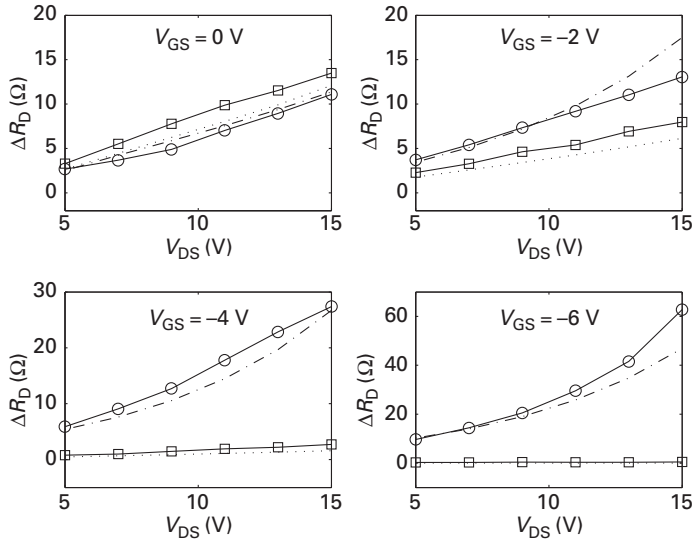 V_GS = 0 V
20
15
10
5
0
ΔR_D (Ω)
5 10 15
V_DS (V)
V_GS = –2 V
20
15
10
5
0
ΔR_D (Ω)
5 10 15
V_DS (V)
V_GS = –4 V
30
20
10
0
ΔR_D (Ω)
5 10 15
V_DS (V)
V_GS = –6 V
60
40
20
0
ΔR_D (Ω)
5 10 15
V_DS (V)